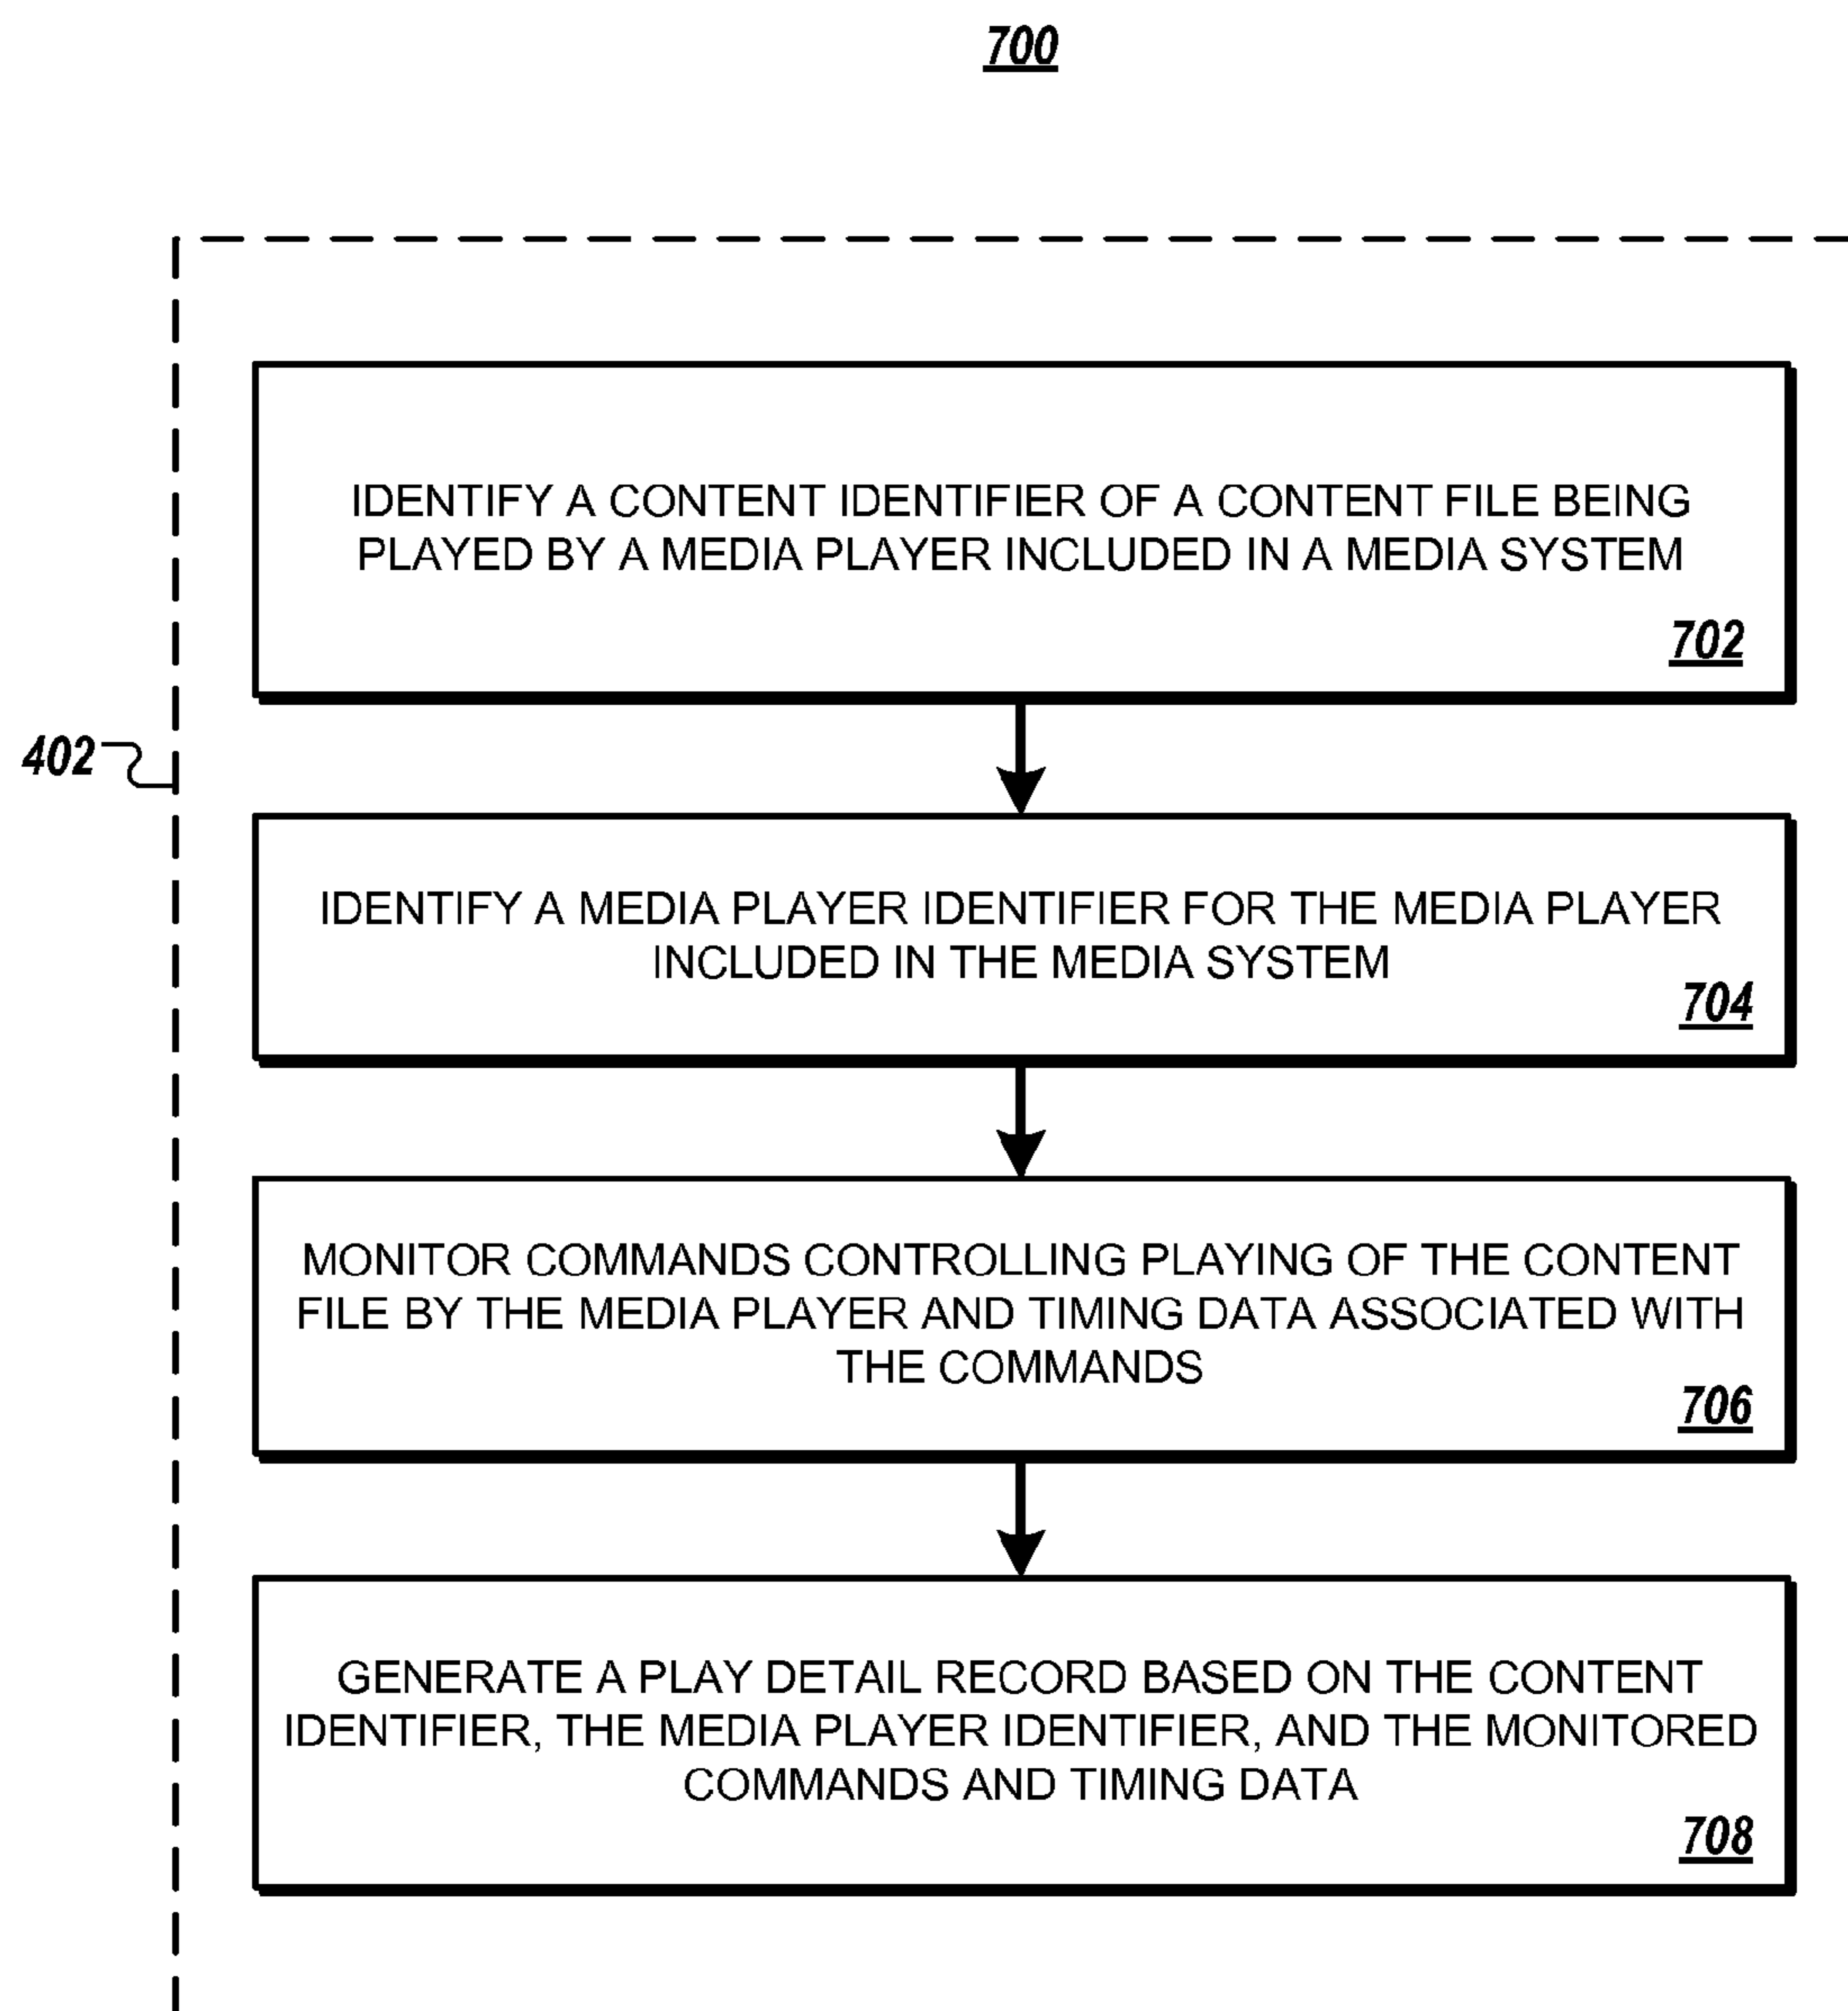 700
IDENTIFY A CONTENT IDENTIFIER OF A CONTENT FILE BEING
PLAYED BY A MEDIA PLAYER INCLUDED IN A MEDIA SYSTEM
702
402
IDENTIFY A MEDIA PLAYER IDENTIFIER FOR THE MEDIA PLAYER
INCLUDED IN THE MEDIA SYSTEM
704
MONITOR COMMANDS CONTROLLING PLAYING OF THE CONTENT
FILE BY THE MEDIA PLAYER AND TIMING DATA ASSOCIATED WITH
THE COMMANDS
706
GENERATE A PLAY DETAIL RECORD BASED ON THE CONTENT
IDENTIFIER, THE MEDIA PLAYER IDENTIFIER, AND THE MONITORED
COMMANDS AND TIMING DATA
708